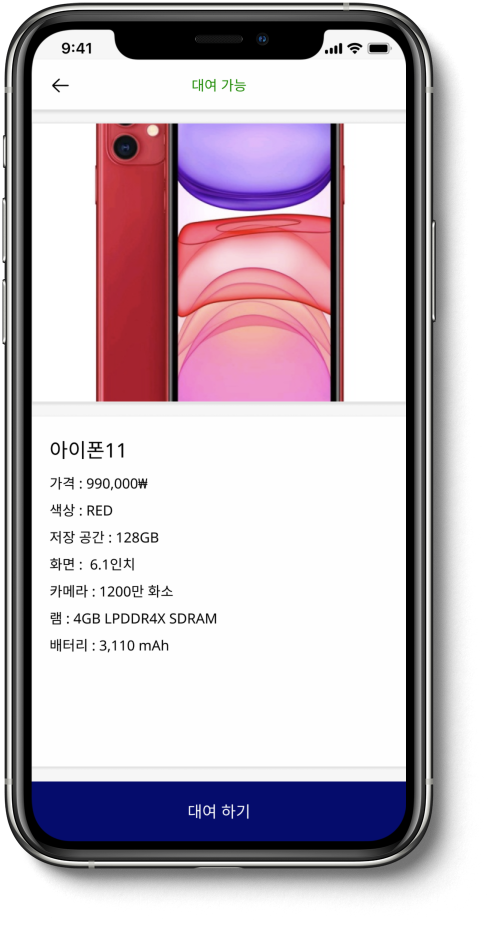 9:41
대여 가능
아이폰11
가격 : 990,000₩
색상 : RED
저장 공간 : 128GB
화면 :  6.1인치
카메라 : 1200만 화소
램 : 4GB LPDDR4X SDRAM
배터리 : 3,110 mAh
대여 하기